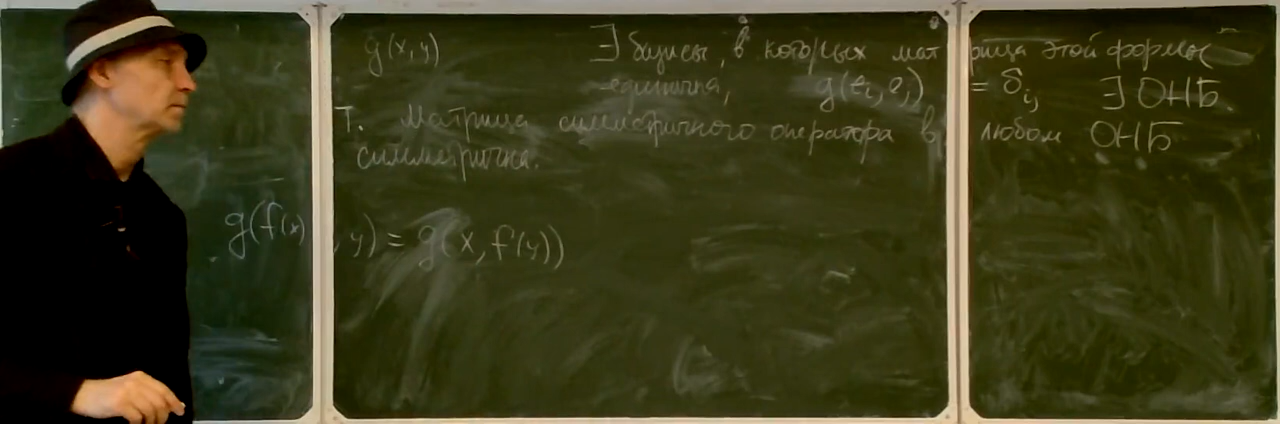 g(x, y) ∃ базисы, в которых матрица этой формы
единична, g(eᵢ, eⱼ) = δᵢⱼ ∃ ОНБ.
Т. Матрица симметричного оператора в любом ОНБ
симметрична.
g(f(x), y) = g(x, f(y))